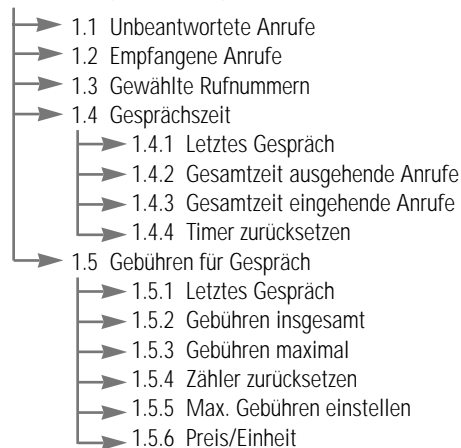 1.1 Unbeantwortete Anrufe
1.2 Empfangene Anrufe
1.3 Gewählte Rufnummern
1.4 Gesprächszeit
1.4.1 Letztes Gespräch
1.4.2 Gesamtzeit ausgehende Anrufe
1.4.3 Gesamtzeit eingehende Anrufe
1.4.4 Timer zurücksetzen
1.5 Gebühren für Gespräch
1.5.1 Letztes Gespräch
1.5.2 Gebühren insgesamt
1.5.3 Gebühren maximal
1.5.4 Zähler zurücksetzen
1.5.5 Max. Gebühren einstellen
1.5.6 Preis/Einheit